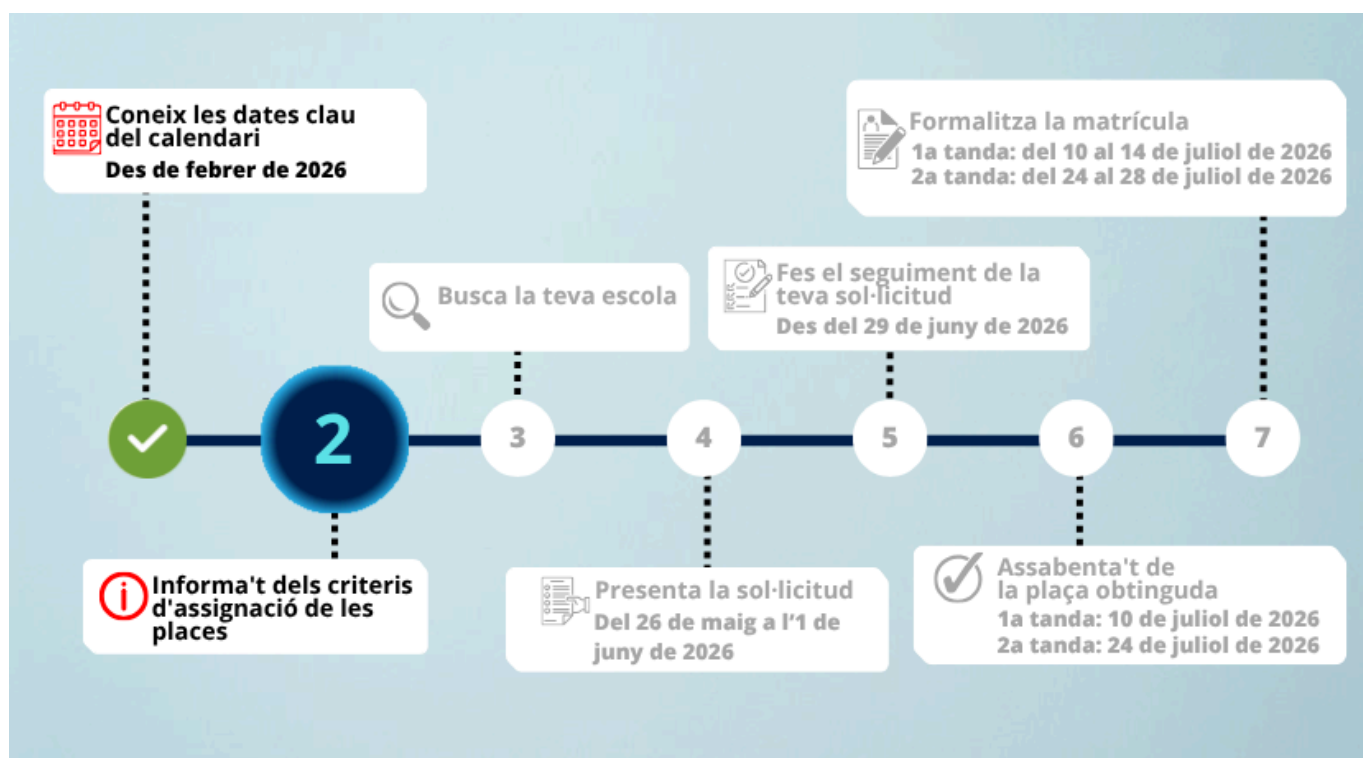 Coneix les dates clau
del calendari
Des de febrer de 2026
2
Informa't dels criteris
d'assignació de les
places
Busca la teva escola
3
4
Presenta la sol·licitud
Del 26 de maig a l’1 de
juny de 2026
Fes el seguiment de la
teva sol·licitud
Des del 29 de juny de 2026
5
6
Assabenta't de
la plaça obtinguda
1a tanda: 10 de juliol de 2026
2a tanda: 24 de juliol de 2026
Formalitza la matrícula
1a tanda: del 10 al 14 de juliol de 2026
2a tanda: del 24 al 28 de juliol de 2026
7